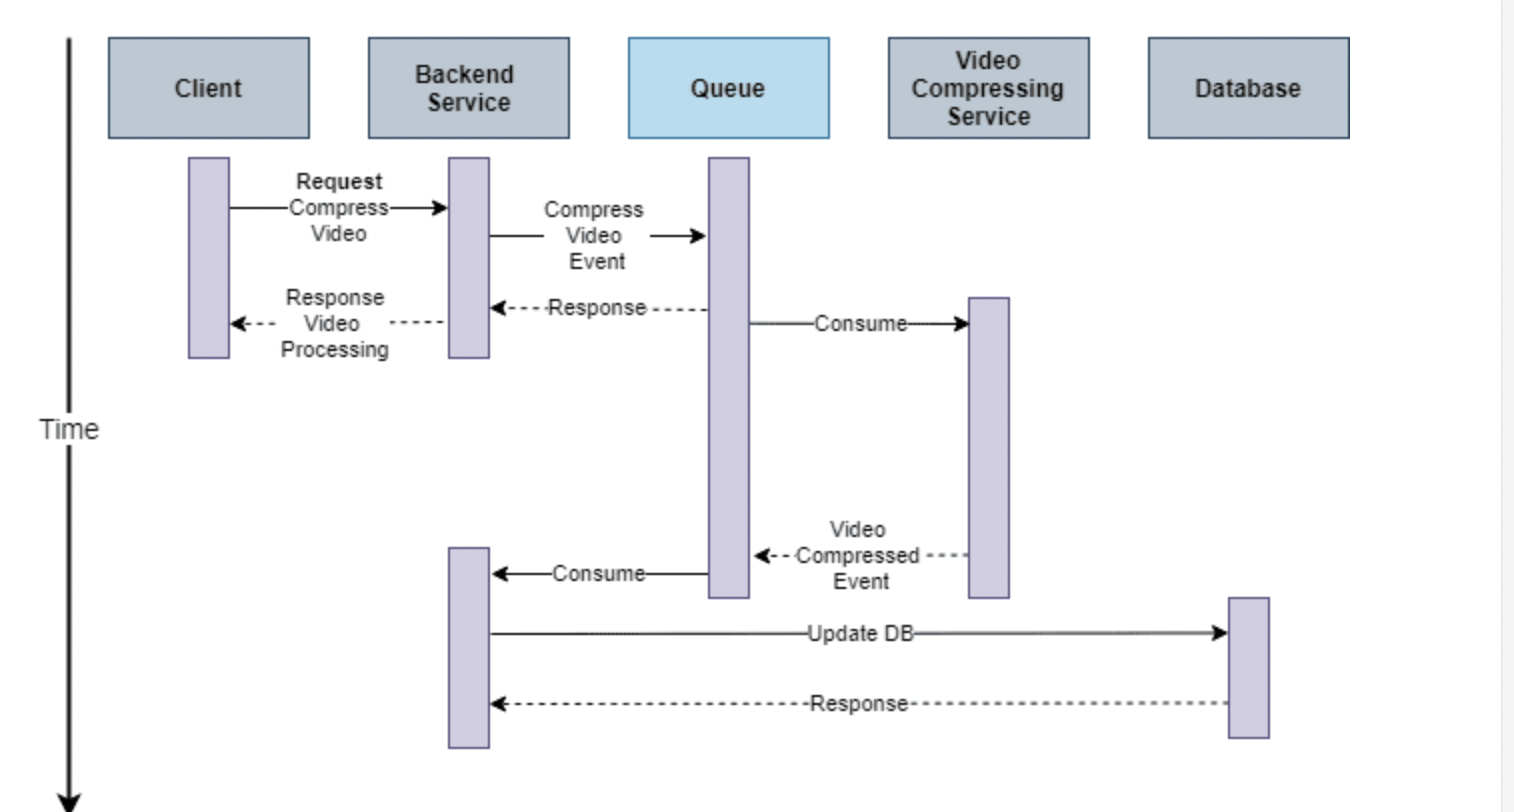 Client
Backend
Service
Queue
Video
Compressing
Service
Database
Request
Compress
Video
Compress
Video
Event
Response
Video
Processing
Response
Consume
Time
Video
Compressed
Event
Consume
Update DB
Response